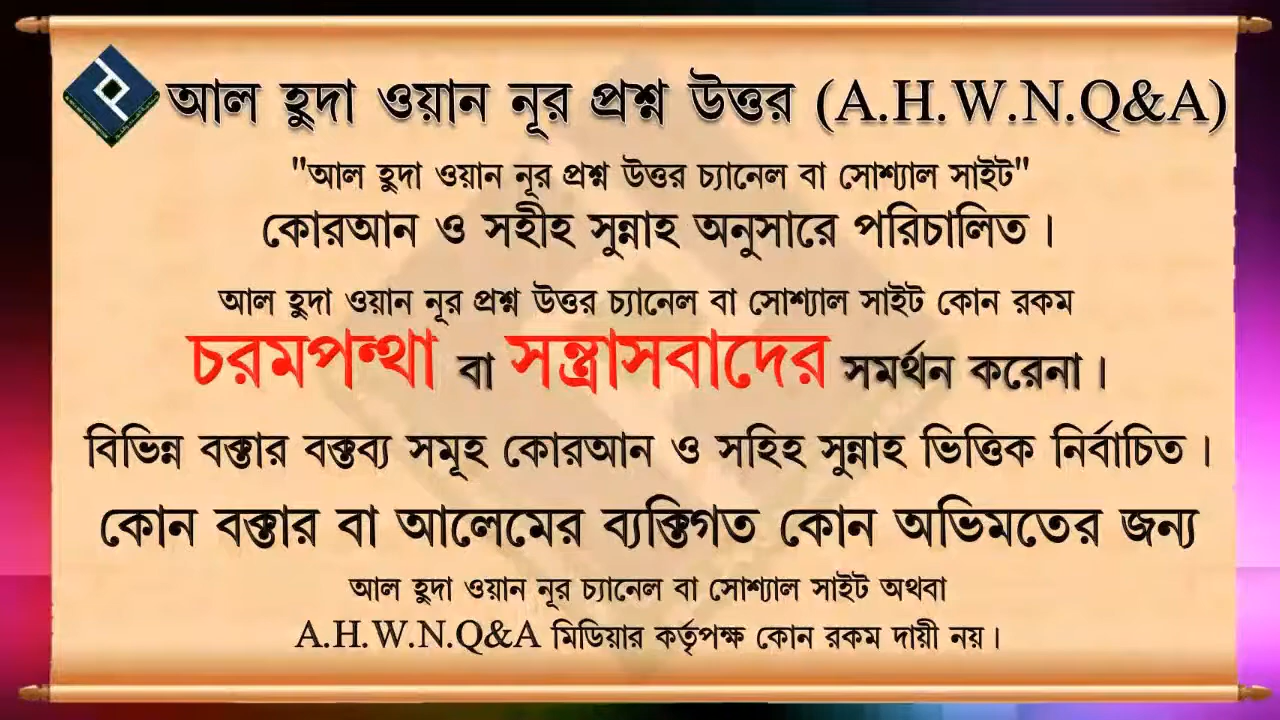 আল হুদা ওয়ান নূর প্রশ্ন উত্তর (A.H.W.N.Q&A)
"আল হুদা ওয়ান নূর প্রশ্ন উত্তর চ্যানেল বা সোশ্যাল সাইট"
কোরআন ও সহীহ সুন্নাহ অনুসারে পরিচালিত।
আল হুদা ওয়ান নূর প্রশ্ন উত্তর চ্যানেল বা সোশ্যাল সাইট কোন রকম
চরমপন্থা বা সন্ত্রাসবাদের সমর্থন করেনা।
বিভিন্ন বক্তার বক্তব্য সমূহ কোরআন ও সহিহ সুন্নাহ ভিত্তিক নির্বাচিত।
কোন বক্তার বা আলেমের ব্যক্তিগত কোন অভিমতের জন্য
আল হুদা ওয়ান নূর চ্যানেল বা সোশ্যাল সাইট অথবা
A.H.W.N.Q&A মিডিয়ার কর্তৃপক্ষ কোন রকম দায়ী নয়।